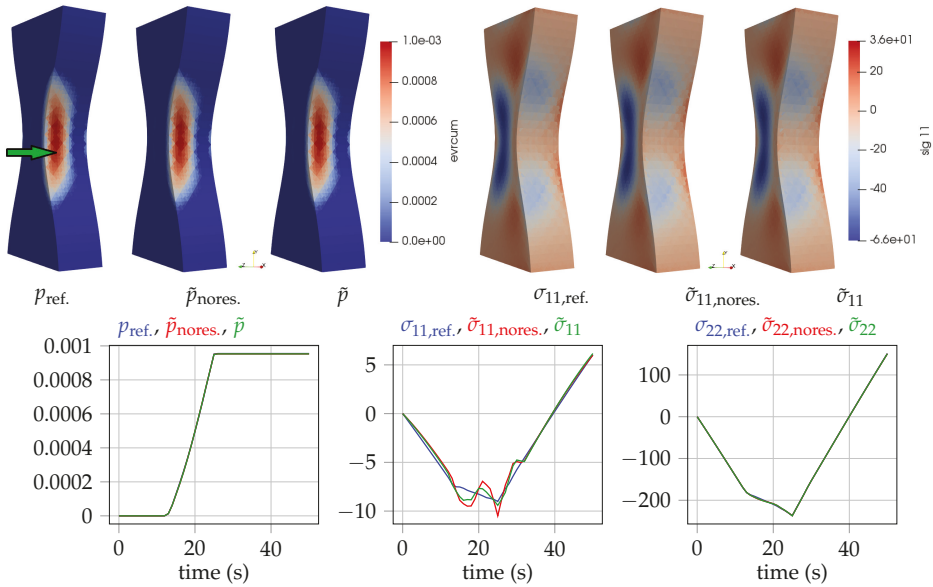 1.0e-03
0.0008
0.0006
0.0004
0.0002
0.0e+00
evrcum
3.6e+01
20
0
-20
-40
-6.6e+01
sig 11
p_ref. p̃_nores. p̃ σ_11,ref. σ̃_11,nores. σ̃_11
p_ref., p̃_nores., p̃
0.001
0.0008
0.0006
0.0004
0.0002
0
0 20 40
time (s)
σ_11,ref., σ̃_11,nores., σ̃_11
5
0
−5
−10
0 20 40
time (s)
σ_22,ref., σ̃_22,nores., σ̃_22
100
0
−100
−200
0 20 40
time (s)